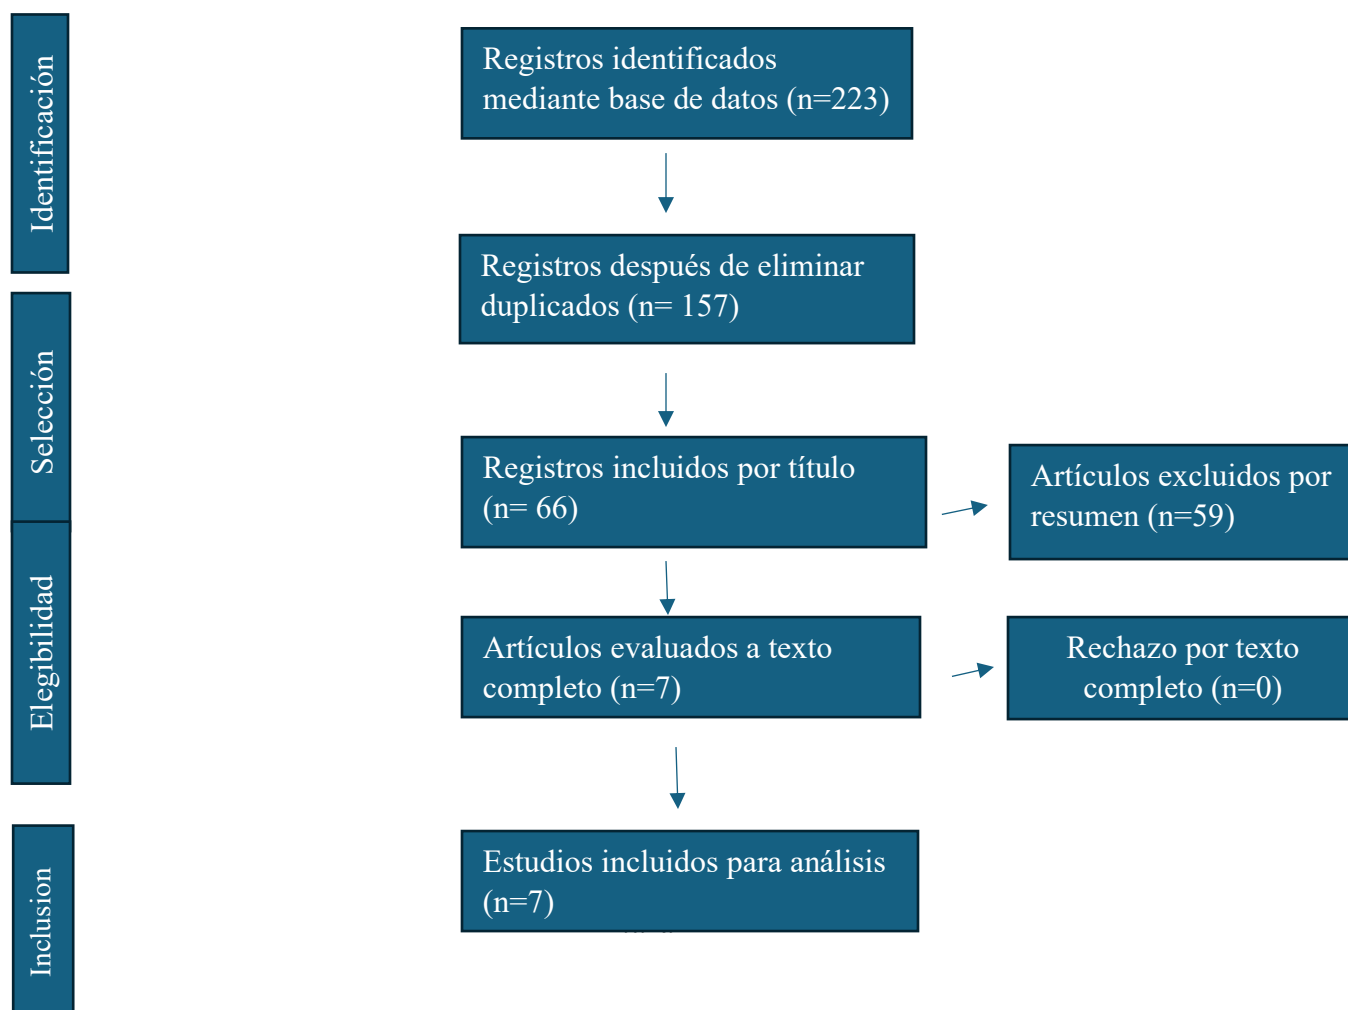 Identificación
Registros identificados
mediante base de datos (n=223)
Registros después de eliminar
duplicados (n= 157)
Selección
Registros incluidos por título
(n= 66)
Artículos excluidos por
resumen (n=59)
Elegibilidad
Artículos evaluados a texto
completo (n=7)
Rechazo por texto
completo (n=0)
Inclusion
Estudios incluidos para análisis
(n=7)